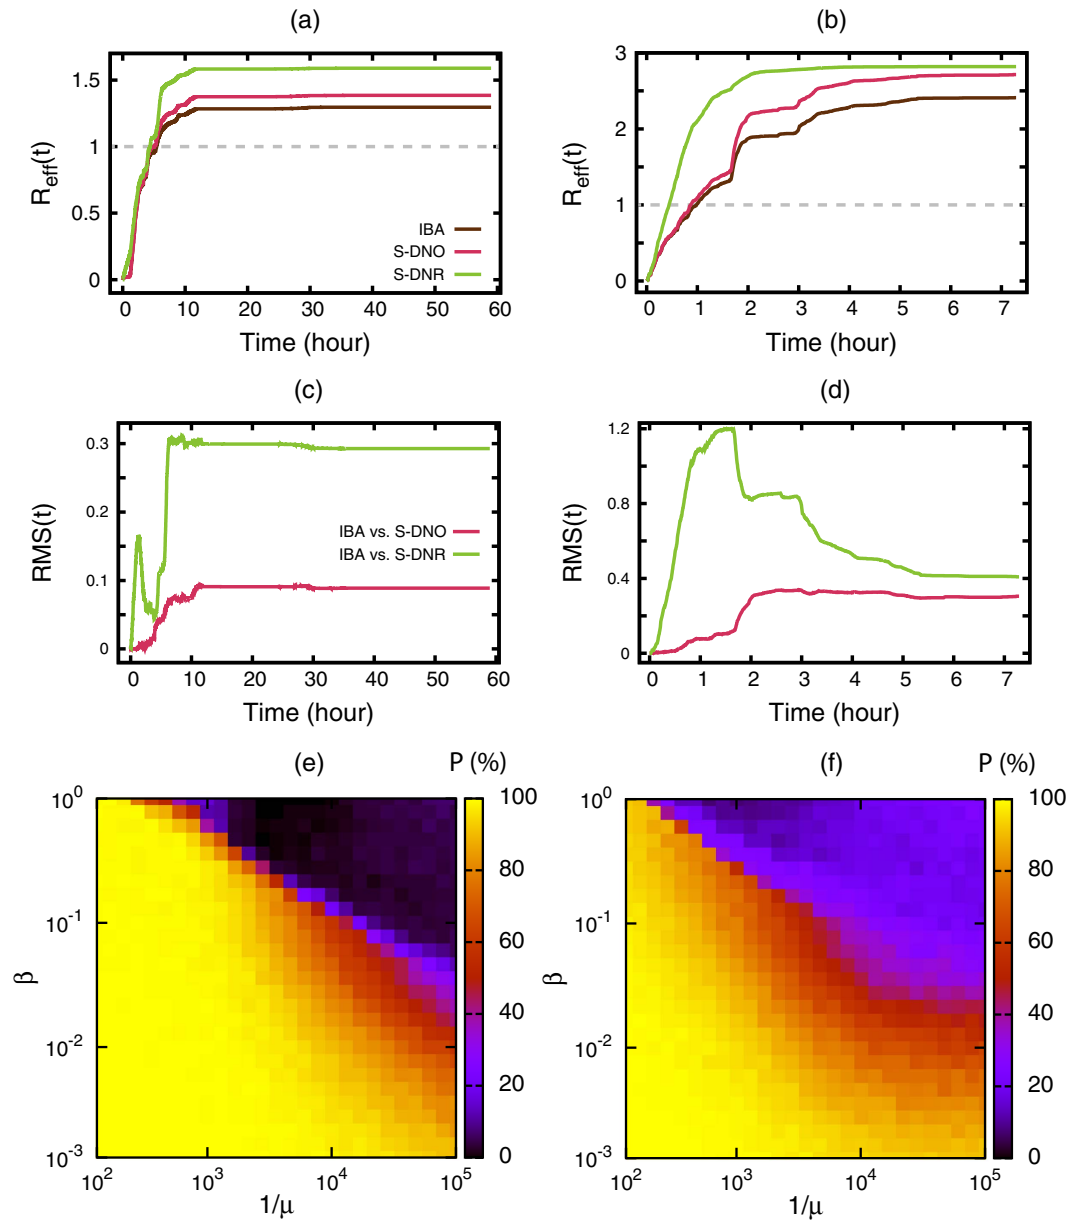 (a)
(b)
R_eff(t)
1.5
1
0.5
0
IBA
S-DNO
S-DNR
0 10 20 30 40 50 60
Time (hour)
R_eff(t)
3
2
1
0
0 1 2 3 4 5 6 7
Time (hour)
(c)
(d)
RMS(t)
0.3
0.2
0.1
0
IBA vs. S-DNO
IBA vs. S-DNR
0 10 20 30 40 50 60
Time (hour)
RMS(t)
1.2
0.8
0.4
0
0 1 2 3 4 5 6 7
Time (hour)
(e)
P (%)
(f)
P (%)
β
10^0
10^-1
10^-2
10^-3
10^2 10^3 10^4 10^5
1/μ
100
80
60
40
20
0
β
10^0
10^-1
10^-2
10^-3
10^2 10^3 10^4 10^5
1/μ
100
80
60
40
20
0